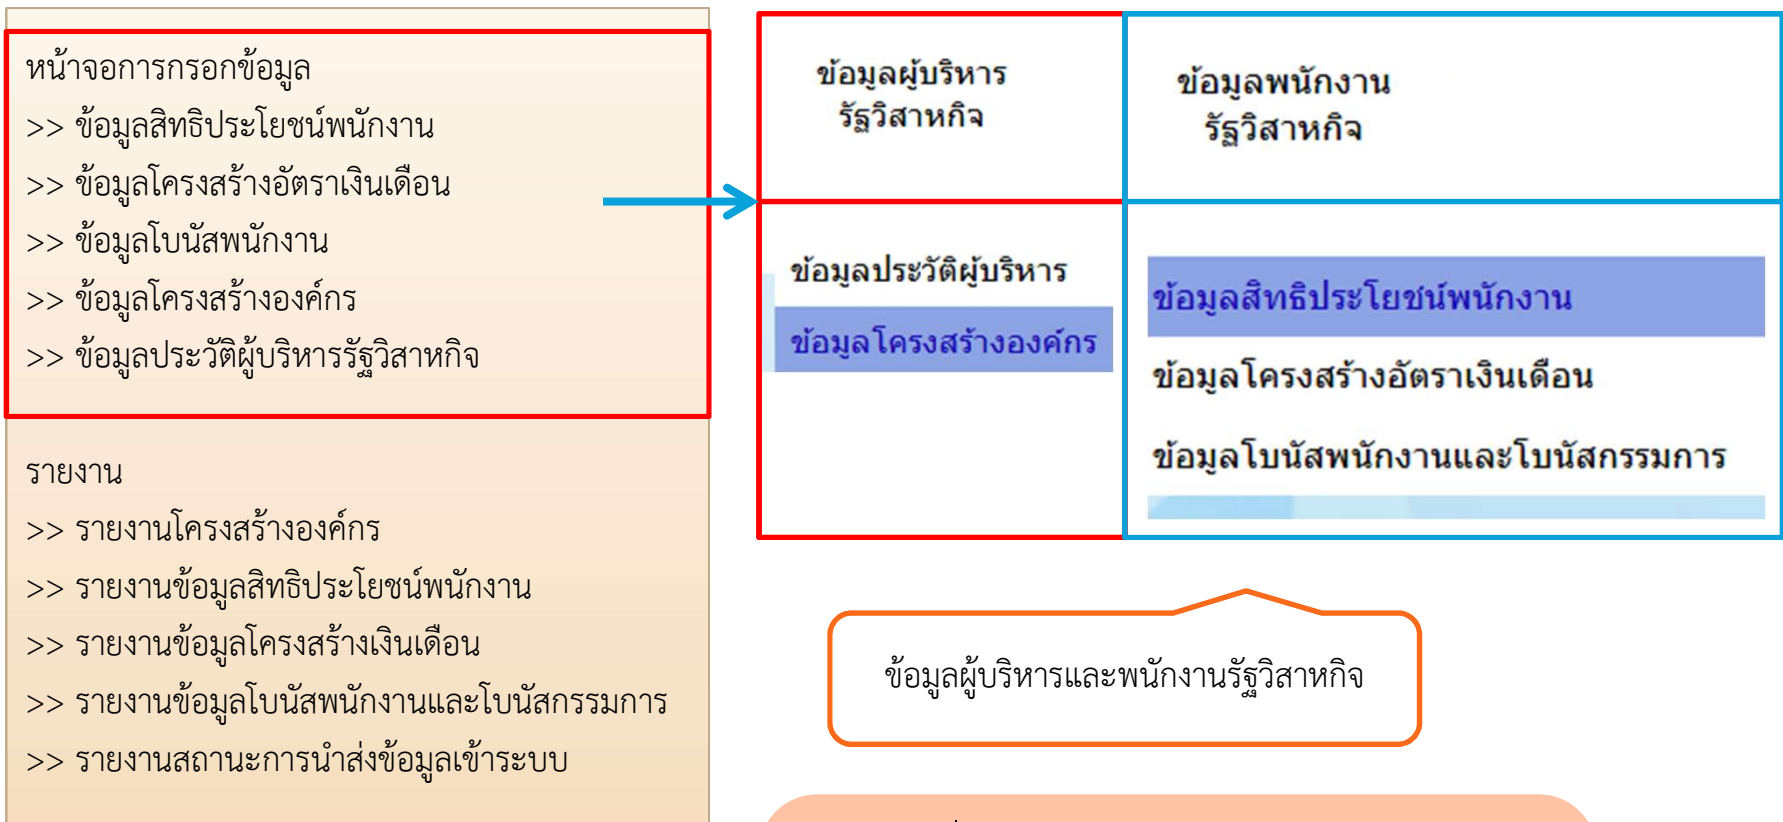 หน้าจอการกรอกข้อมูล
>> ข้อมูลสิทธิประโยชน์พนักงาน
>> ข้อมูลโครงสร้างอัตราเงินเดือน
>> ข้อมูลโบนัสพนักงาน
>> ข้อมูลโครงสร้างองค์กร
>> ข้อมูลประวัติผู้บริหารรัฐวิสาหกิจ
รายงาน
>> รายงานโครงสร้างองค์กร
>> รายงานข้อมูลสิทธิประโยชน์พนักงาน
>> รายงานข้อมูลโครงสร้างเงินเดือน
>> รายงานข้อมูลโบนัสพนักงานและโบนัสกรรมการ
>> รายงานสถานะการนำส่งข้อมูลเข้าระบบ
ข้อมูลผู้บริหาร
รัฐวิสาหกิจ
ข้อมูลพนักงาน
รัฐวิสาหกิจ
ข้อมูลประวัติผู้บริหาร
ข้อมูลโครงสร้างองค์กร
ข้อมูลสิทธิประโยชน์พนักงาน
ข้อมูลโครงสร้างอัตราเงินเดือน
ข้อมูลโบนัสพนักงานและโบนัสกรรมการ
ข้อมูลผู้บริหารและพนักงานรัฐวิสาหกิจ